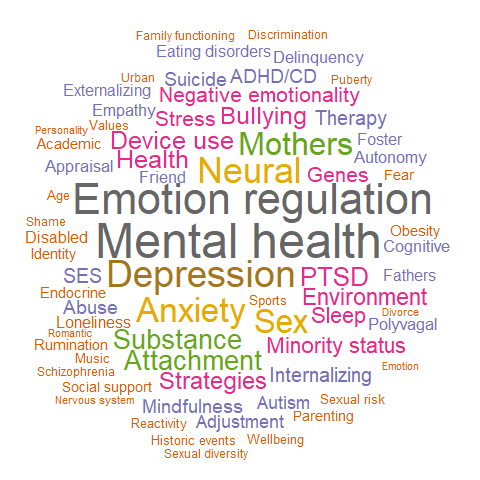 Family functioning Discrimination
Eating disorders Delinquency
Urban Suicide ADHD/CD Puberty
Externalizing Negative emotionality
Empathy Stress Bullying Therapy
Personality Values Device use Mothers Foster
Academic Health Neural Genes Autonomy
Appraisal Friend Fear
Age Emotion regulation
Shame Mental health Obesity
Disabled Cognitive
Identity
SES Depression PTSD Fathers
Endocrine Environment
Abuse Anxiety Sports Sex Sleep Divorce
Loneliness Polyvagal
Romantic Substance Minority status
Rumination
Music Attachment Emotion
Schizophrenia Strategies Internalizing
Social support
Nervous system Mindfulness Autism Sexual risk
Reactivity Adjustment Parenting
Historic events Wellbeing
Sexual diversity